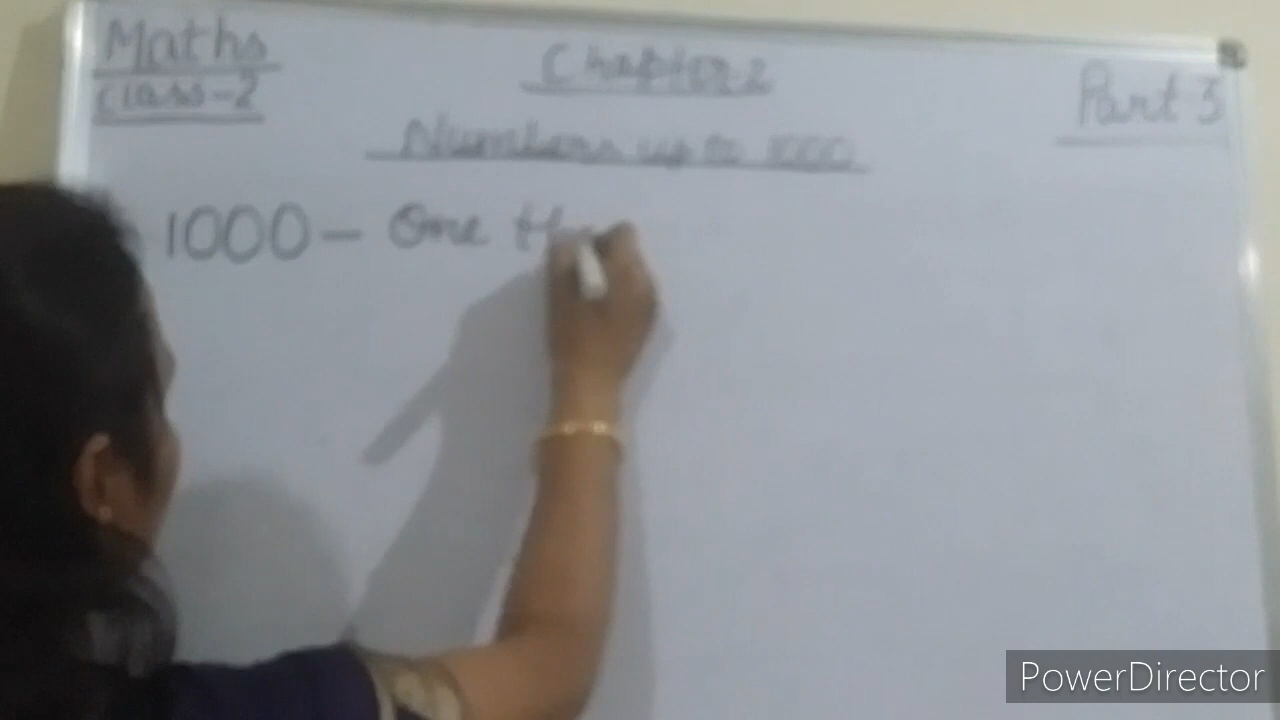 Maths
Class-2
Chapter-2
Part 3
Numbers up to 1000
1000 - One
PowerDirector